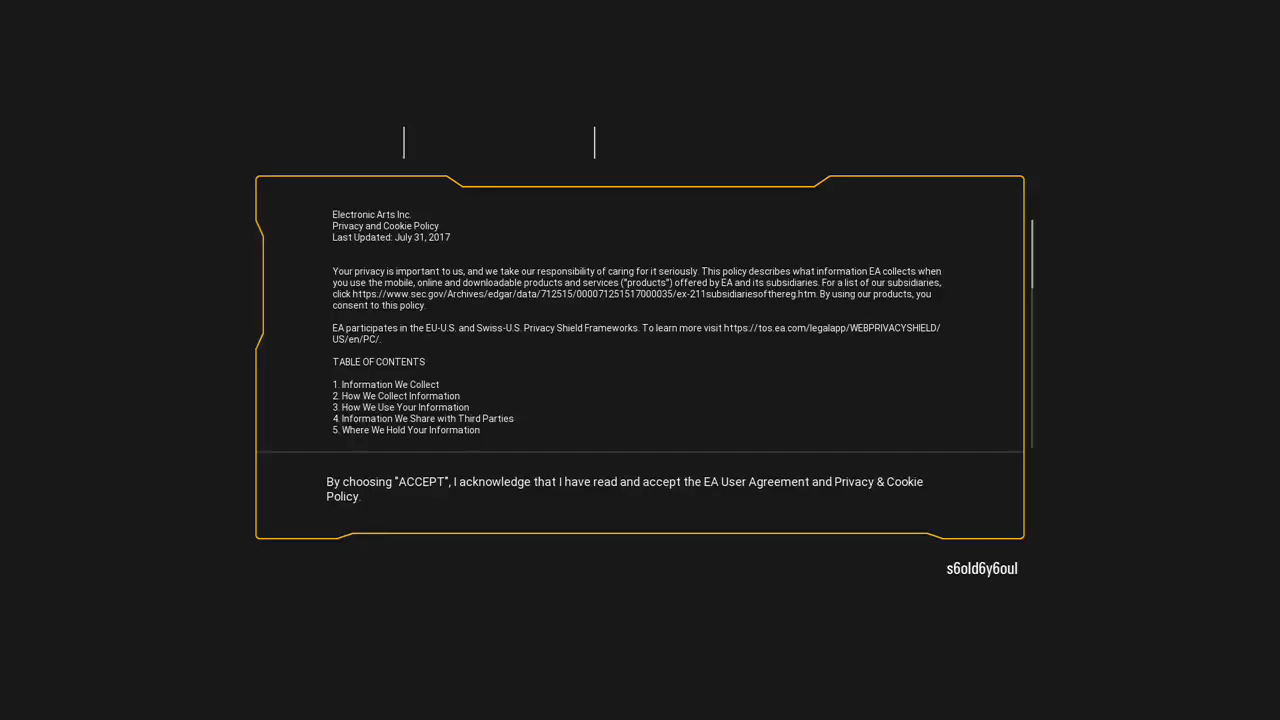 Electronic Arts Inc.
Privacy and Cookie Policy
Last Updated: July 31, 2017
Your privacy is important to us, and we take our responsibility of caring for it seriously. This policy describes what information EA collects when
you use the mobile, online and downloadable products and services ("products") offered by EA and its subsidiaries. For a list of our subsidiaries,
click https://www.sec.gov/Archives/edgar/data/712515/000071251517000035/ex-211subsidiariesofthereg.htm. By using our products, you
consent to this policy.
EA participates in the EU-U.S. and Swiss-U.S. Privacy Shield Frameworks. To learn more visit https://tos.ea.com/legalapp/WEBPRIVACYSHIELD/
US/en/PC/.
TABLE OF CONTENTS
1. Information We Collect
2. How We Collect Information
3. How We Use Your Information
4. Information We Share with Third Parties
5. Where We Hold Your Information
By choosing "ACCEPT", I acknowledge that I have read and accept the EA User Agreement and Privacy & Cookie
Policy.
s6old6y6oul